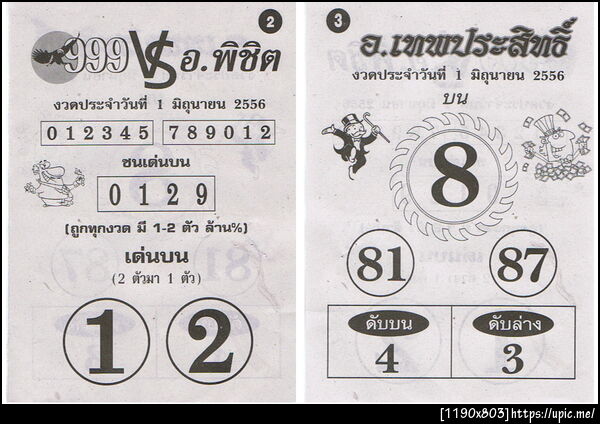 2
999 VS อ.พิชิต
งวดประจำวันที่ 1 มิถุนายน 2556
012345 789012
ชนเด่นบน
0129
(ถูกทุกงวด มี 1-2 ตัว ล้าน%)
เด่นบน
(2 ตัวมา 1 ตัว)
1 2
3
อ.เทพประสิทธิ์
งวดประจำวันที่ 1 มิถุนายน 2556
บน
8
81 87
ดับบน ดับล่าง
4 3
[1190x803]https://upic.me/